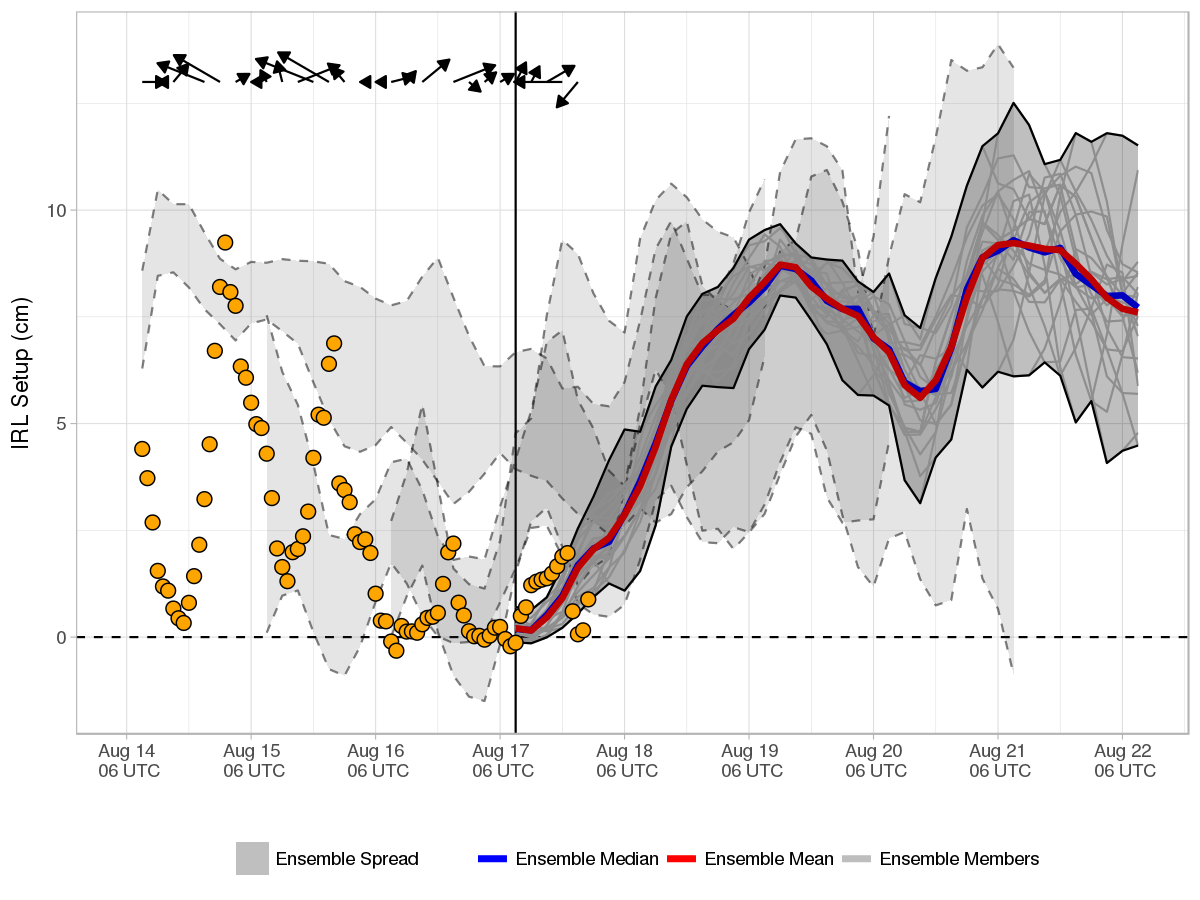 IRL Setup (cm)
10
5
0
Aug 14
06 UTC
Aug 15
06 UTC
Aug 16
06 UTC
Aug 17
06 UTC
Aug 18
06 UTC
Aug 19
06 UTC
Aug 20
06 UTC
Aug 21
06 UTC
Aug 22
06 UTC
Ensemble Spread
Ensemble Median
Ensemble Mean
Ensemble Members